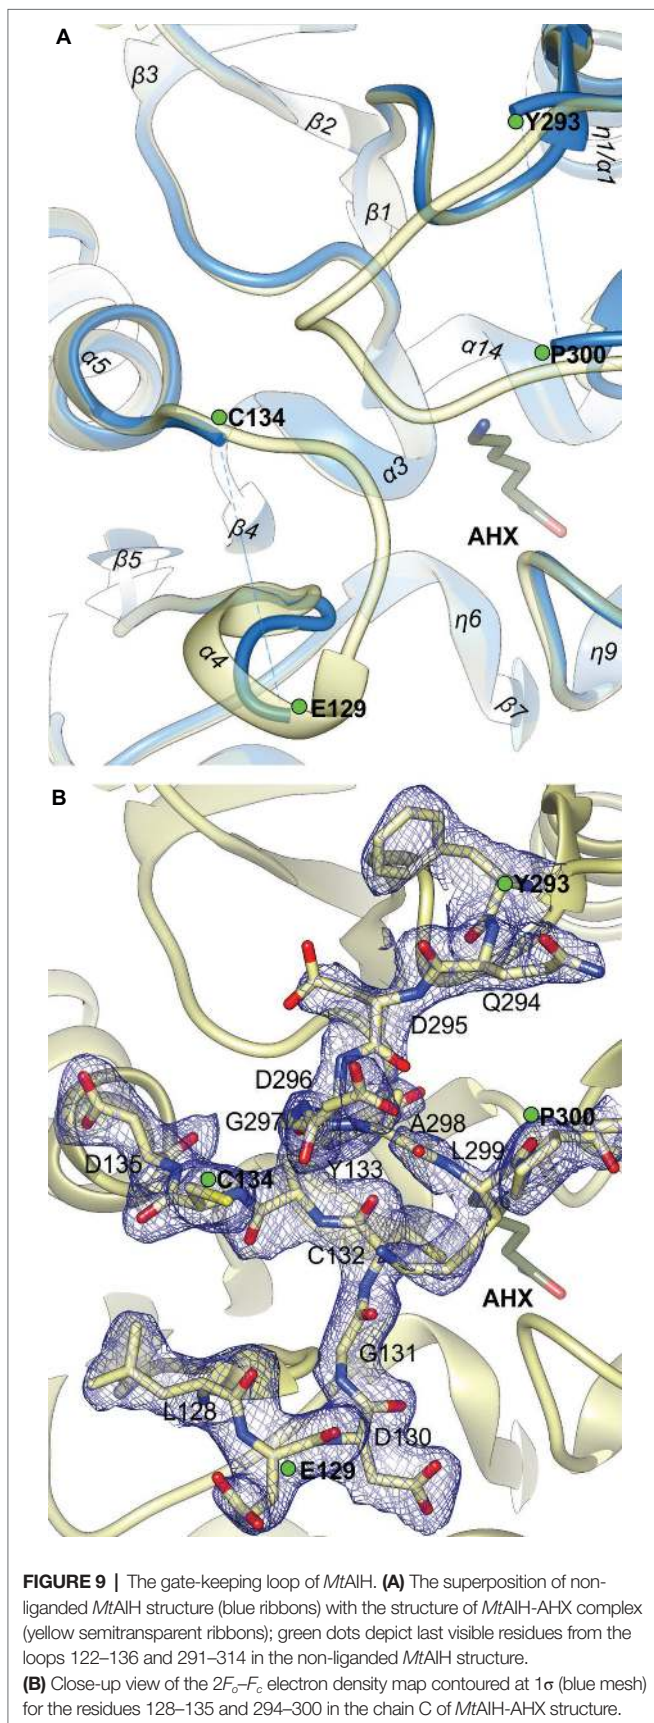 A
β3
β2
Y293
η1/α1
β1
α14
P300
α5
C134
α3
β4
AHX
β5
η6
η9
α4
E129
β7
B
Y293
Q294
D295
D296
G297
A298
P300
L299
D135
C134
Y133
C132
AHX
G131
L128
D130
E129
FIGURE 9 | The gate-keeping loop of MtAIH. (A) The superposition of non-
liganded MtAIH structure (blue ribbons) with the structure of MtAIH-AHX complex
(yellow semitransparent ribbons); green dots depict last visible residues from the
loops 122–136 and 291–314 in the non-liganded MtAIH structure.
(B) Close-up view of the 2Fo–Fc electron density map contoured at 1σ (blue mesh)
for the residues 128–135 and 294–300 in the chain C of MtAIH-AHX structure.